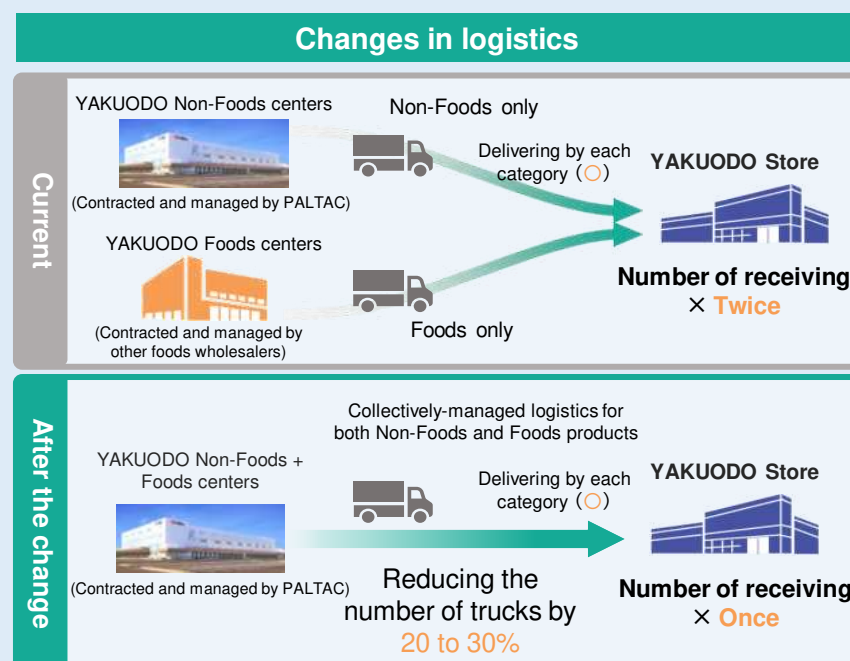 Changes in logistics
Current
YAKUODO Non-Foods centers
(Contracted and managed by PALTAC)
Non-Foods only
Delivering by each
category (○)
YAKUODO Foods centers
(Contracted and managed by
other foods wholesalers)
Foods only
YAKUODO Store
Number of receiving
× Twice
After the change
YAKUODO Non-Foods +
Foods centers
(Contracted and managed by PALTAC)
Collectively-managed logistics for
both Non-Foods and Foods products
Delivering by each
category (○)
Reducing the
number of trucks by
20 to 30%
YAKUODO Store
Number of receiving
× Once